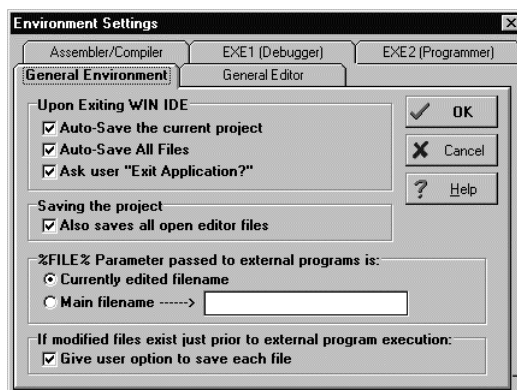 Environment Settings
Assembler/Compiler EXE1 (Debugger) EXE2 (Programmer)
General Environment General Editor
Upon Exiting WIN IDE
Auto-Save the current project
Auto-Save All Files
Ask user "Exit Application?"
OK
Cancel
Help
Saving the project
Also saves all open editor files
%FILE% Parameter passed to external programs is:
Currently edited filename
Main filename ------>
If modified files exist just prior to external program execution:
Give user option to save each file